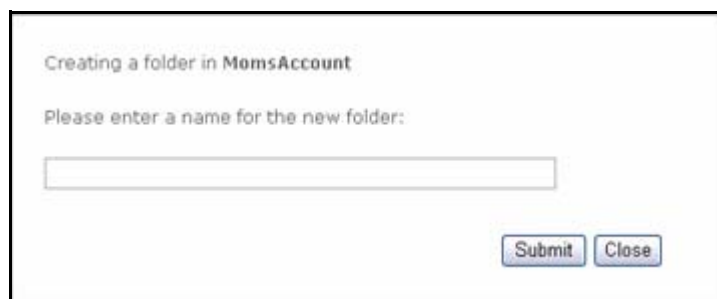 Creating a folder in MomsAccount
Please enter a name for the new folder:
Submit Close